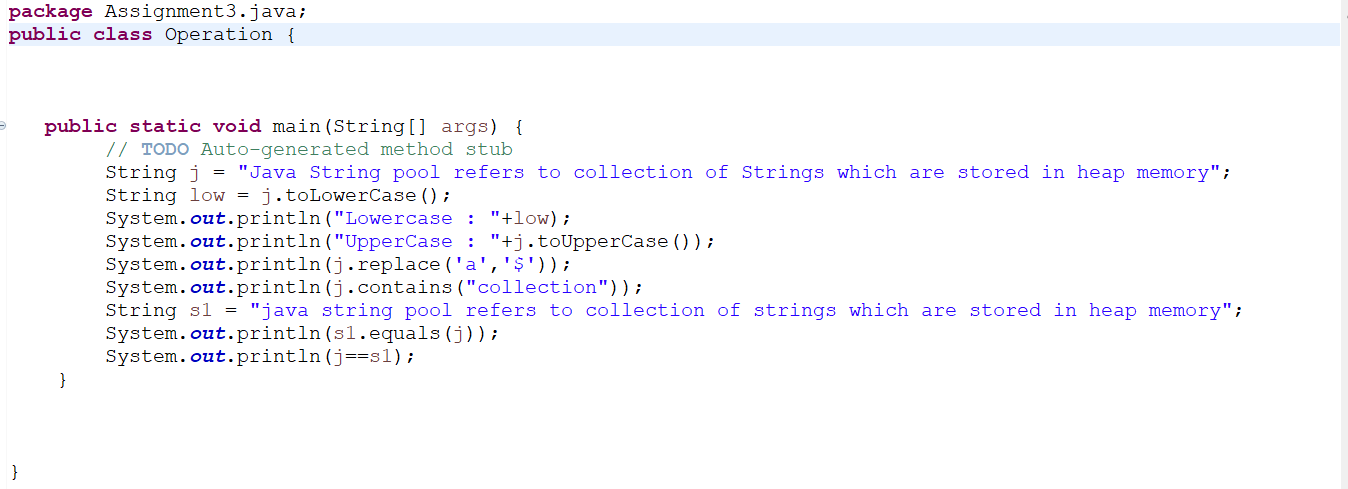 package Assignment3.java;
public class Operation {
public static void main(String[] args) {
// TODO Auto-generated method stub
String j = "Java String pool refers to collection of Strings which are stored in heap memory";
String low = j.toLowerCase();
System.out.println("Lowercase : "+low);
System.out.println("UpperCase : "+j.toUpperCase());
System.out.println(j.replace('a','$'));
System.out.println(j.contains("collection"));
String s1 = "java string pool refers to collection of strings which are stored in heap memory";
System.out.println(s1.equals(j));
System.out.println(j==s1);
}
}